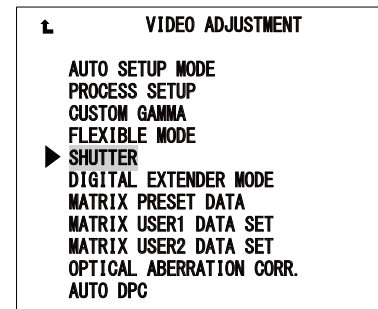 VIDEO ADJUSTMENT
AUTO SETUP MODE
PROCESS SETUP
CUSTOM GAMMA
FLEXIBLE MODE
SHUTTER
DIGITAL EXTENDER MODE
MATRIX PRESET DATA
MATRIX USER1 DATA SET
MATRIX USER2 DATA SET
OPTICAL ABERRATION CORR.
AUTO DPC